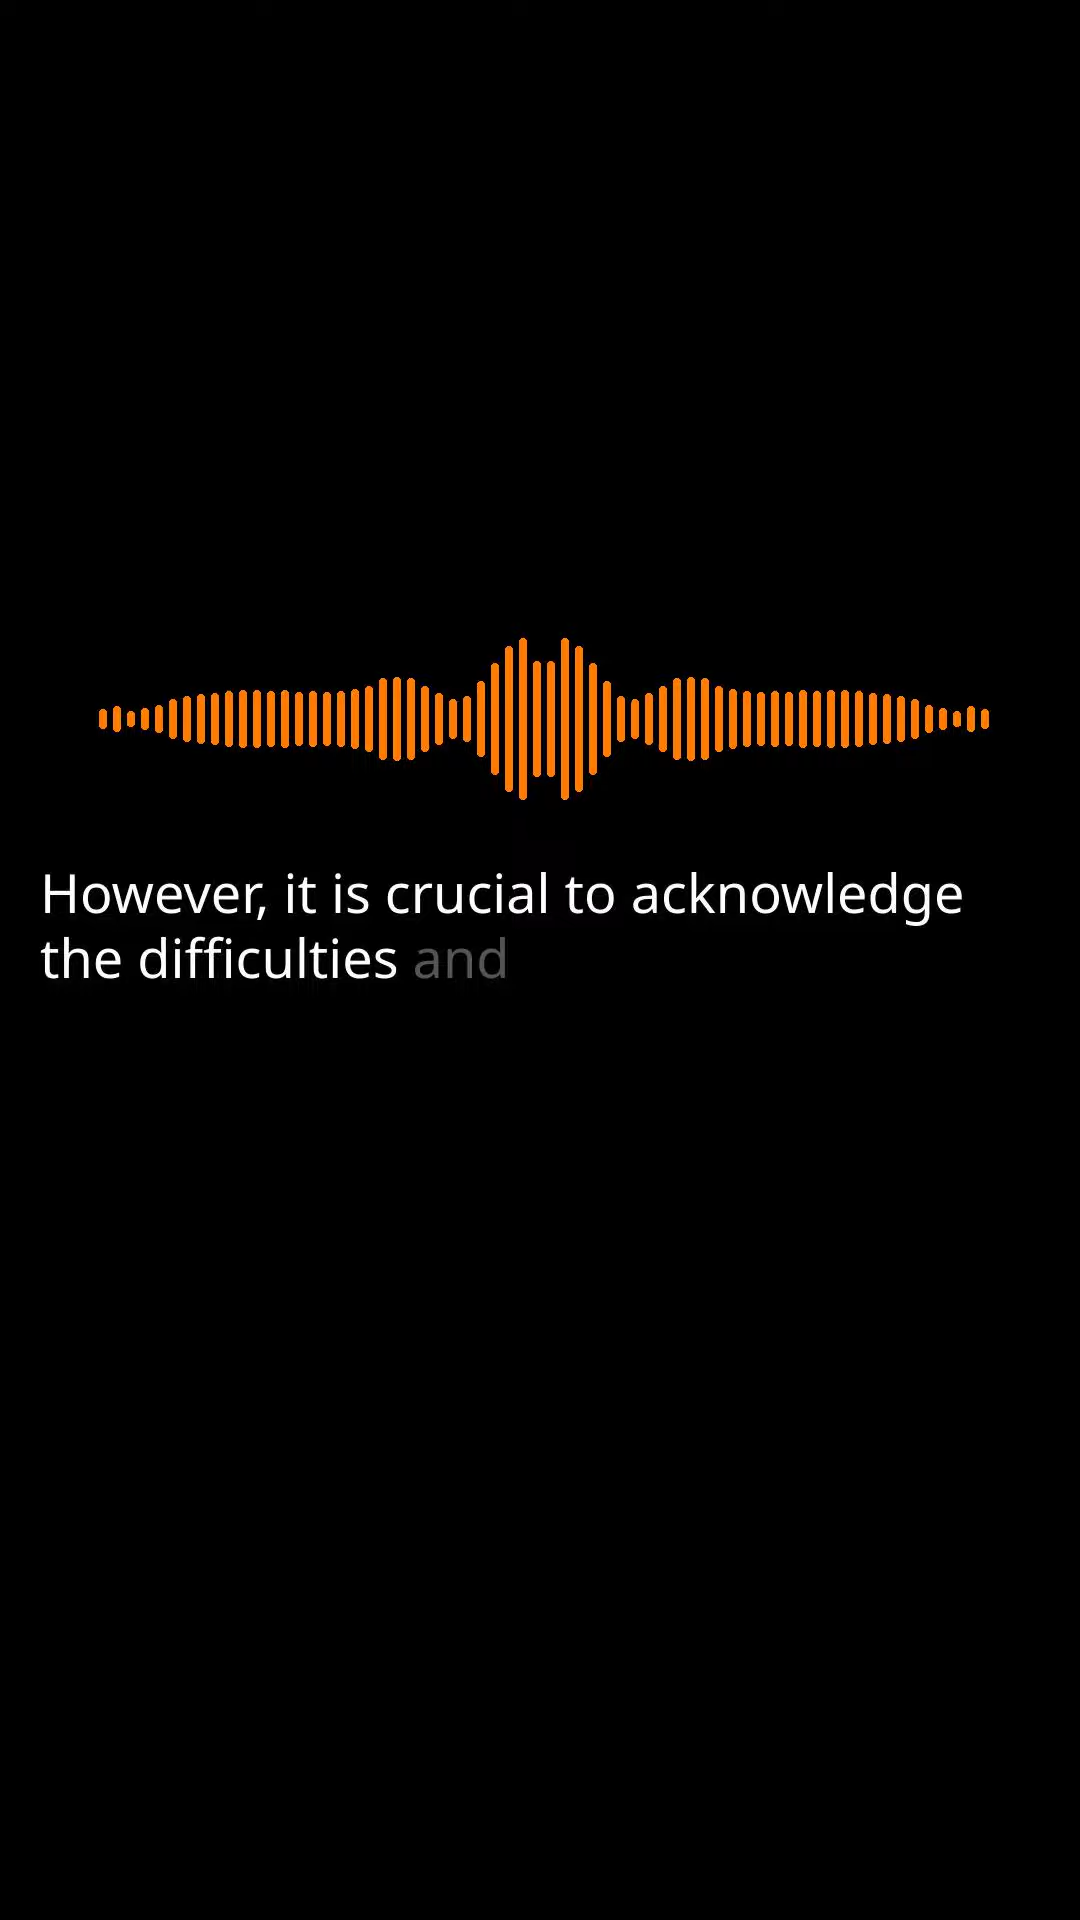 However, it is crucial to acknowledge
the difficulties and